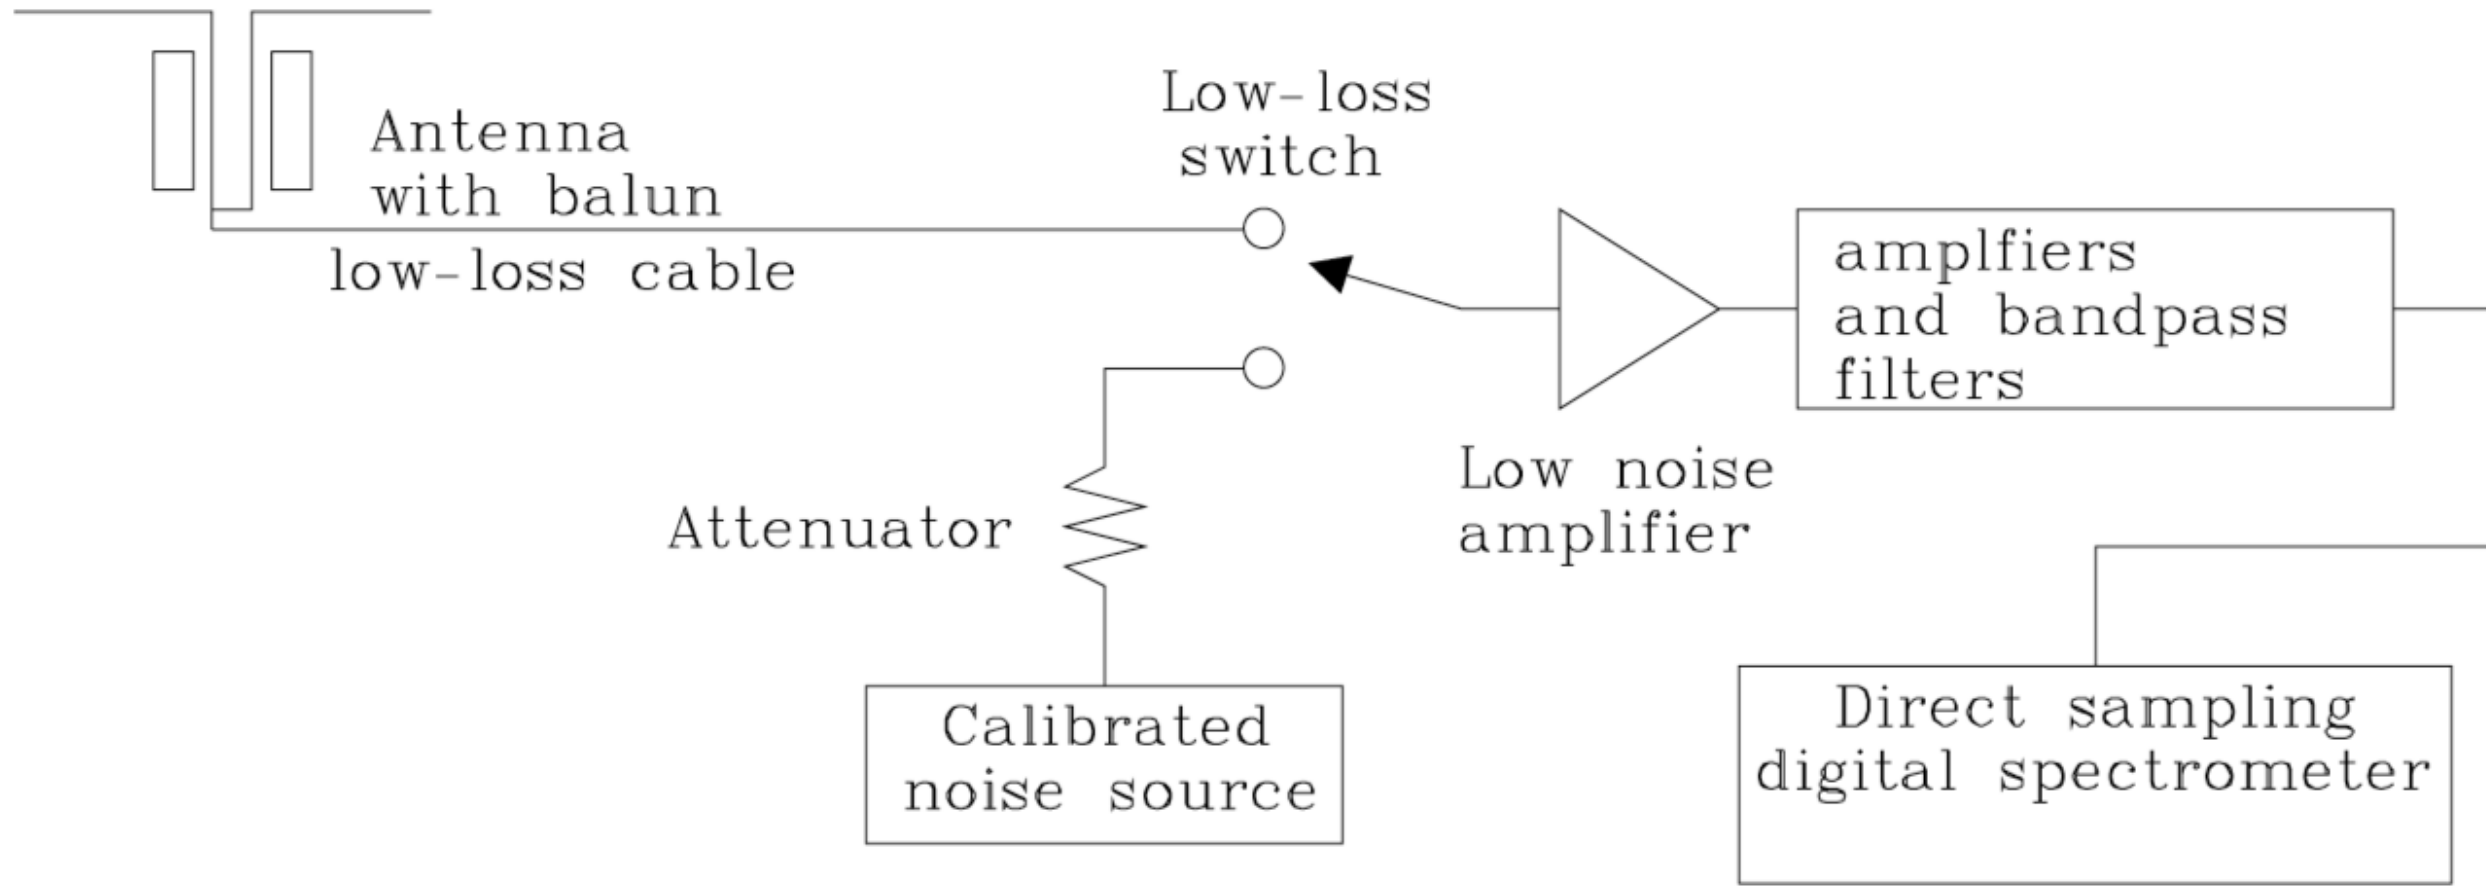 Antenna
with balun
low-loss cable
Low-loss
switch
Attenuator
Calibrated
noise source
Low noise
amplifier
amplfiers
and bandpass
filters
Direct sampling
digital spectrometer